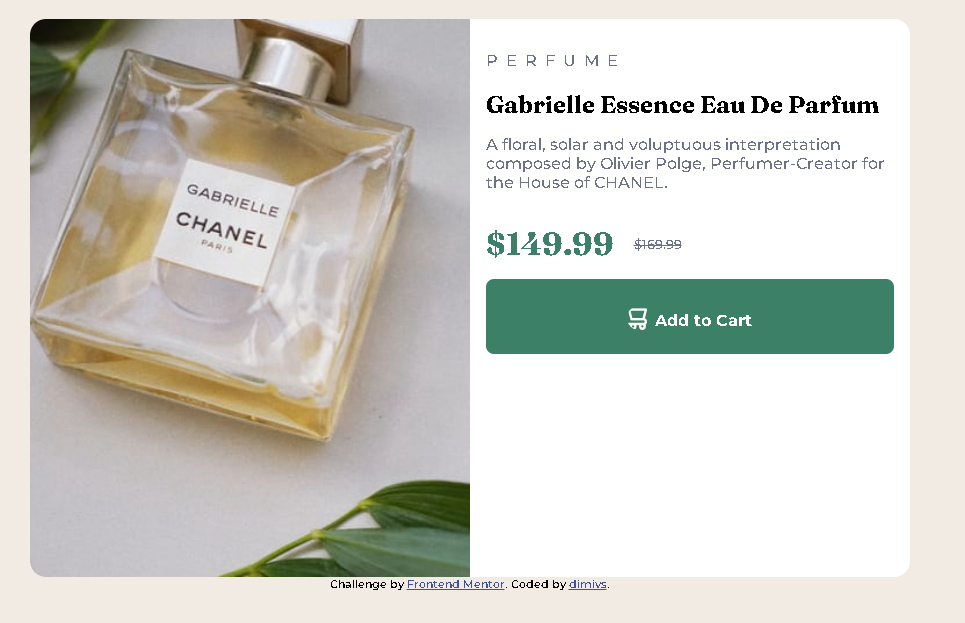 GABRIELLE
CHANEL
PARIS
PERFUME
Gabrielle Essence Eau De Parfum
A floral, solar and voluptuous interpretation
composed by Olivier Polge, Perfumer-Creator for
the House of CHANEL.
$149.99 $169.99
Add to Cart
Challenge by Frontend Mentor. Coded by dimivs.